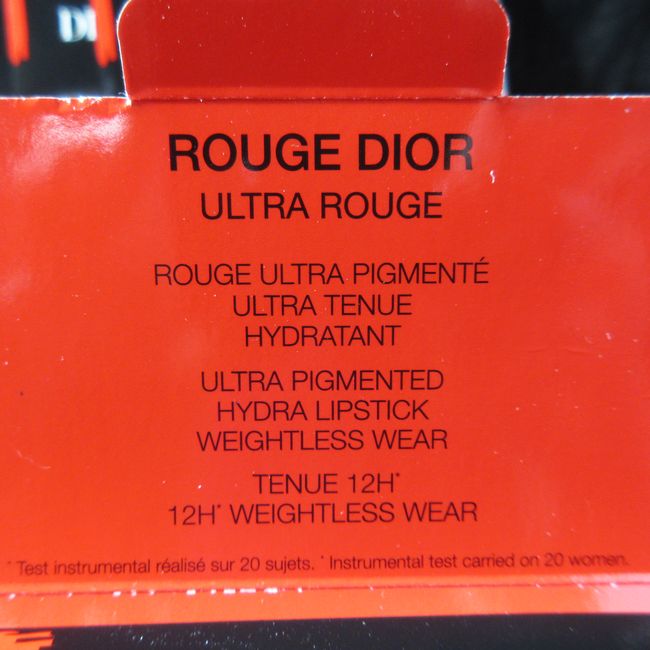 ROUGE DIOR
ULTRA ROUGE
ROUGE ULTRA PIGMENTÉ
ULTRA TENUE
HYDRATANT
ULTRA PIGMENTED
HYDRA LIPSTICK
WEIGHTLESS WEAR
TENUE 12H*
12H* WEIGHTLESS WEAR
* Test instrumental réalisé sur 20 sujets. * Instrumental test carried on 20 women.